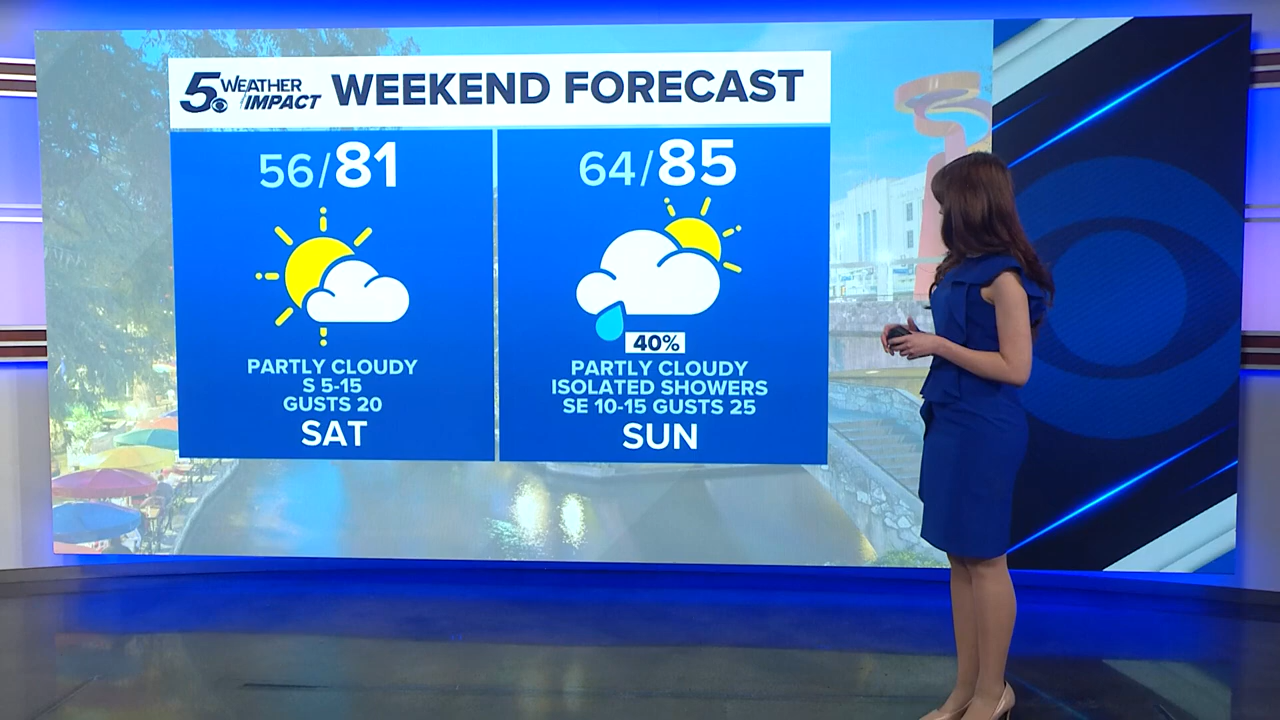 5 WEATHER IMPACT WEEKEND FORECAST
56/81
PARTLY CLOUDY
S 5-15
GUSTS 20
SAT
64/85
40%
PARTLY CLOUDY
ISOLATED SHOWERS
SE 10-15 GUSTS 25
SUN